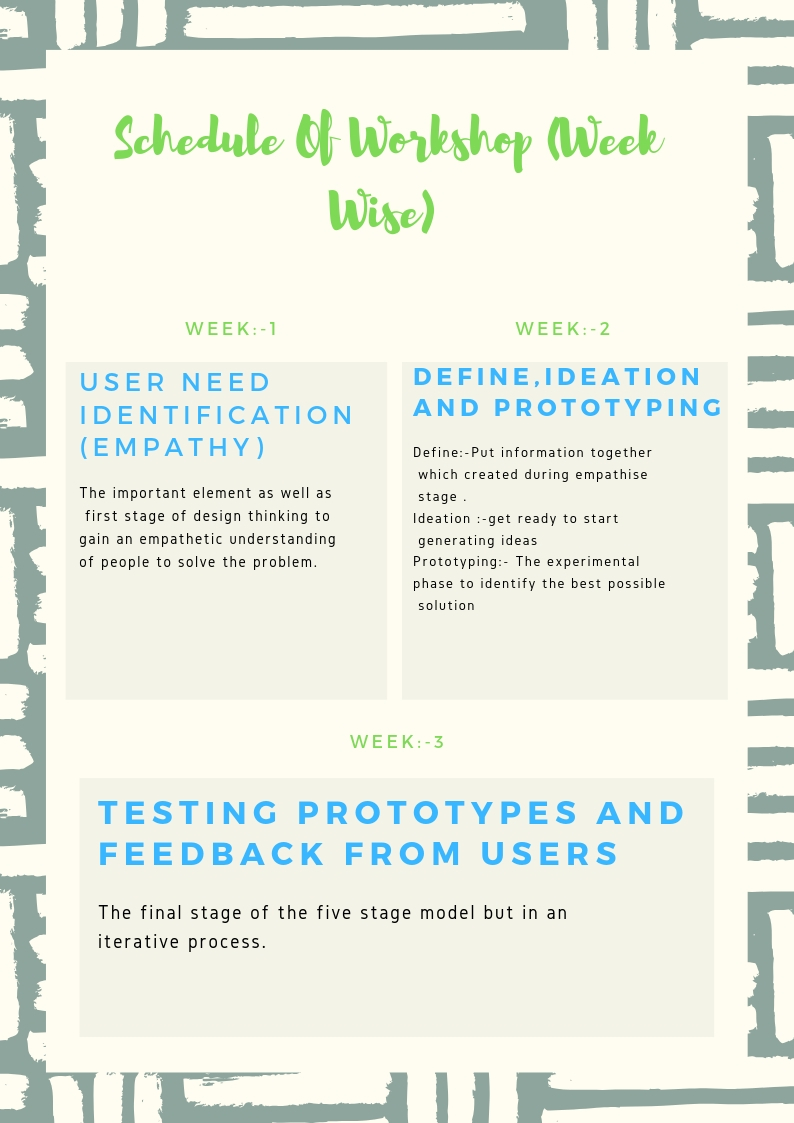 Schedule Of Workshop (Week
Wise)
WEEK:-1
USER NEED
IDENTIFICATION
(EMPATHY)
The important element as well as
first stage of design thinking to
gain an empathetic understanding
of people to solve the problem.
WEEK:-2
DEFINE,IDEATION
AND PROTOTYPING
Define:-Put information together
which created during empathise
stage .
Ideation :-get ready to start
generating ideas
Prototyping:- The experimental
phase to identify the best possible
solution
WEEK:-3
TESTING PROTOTYPES AND
FEEDBACK FROM USERS
The final stage of the five stage model but in an
iterative process.